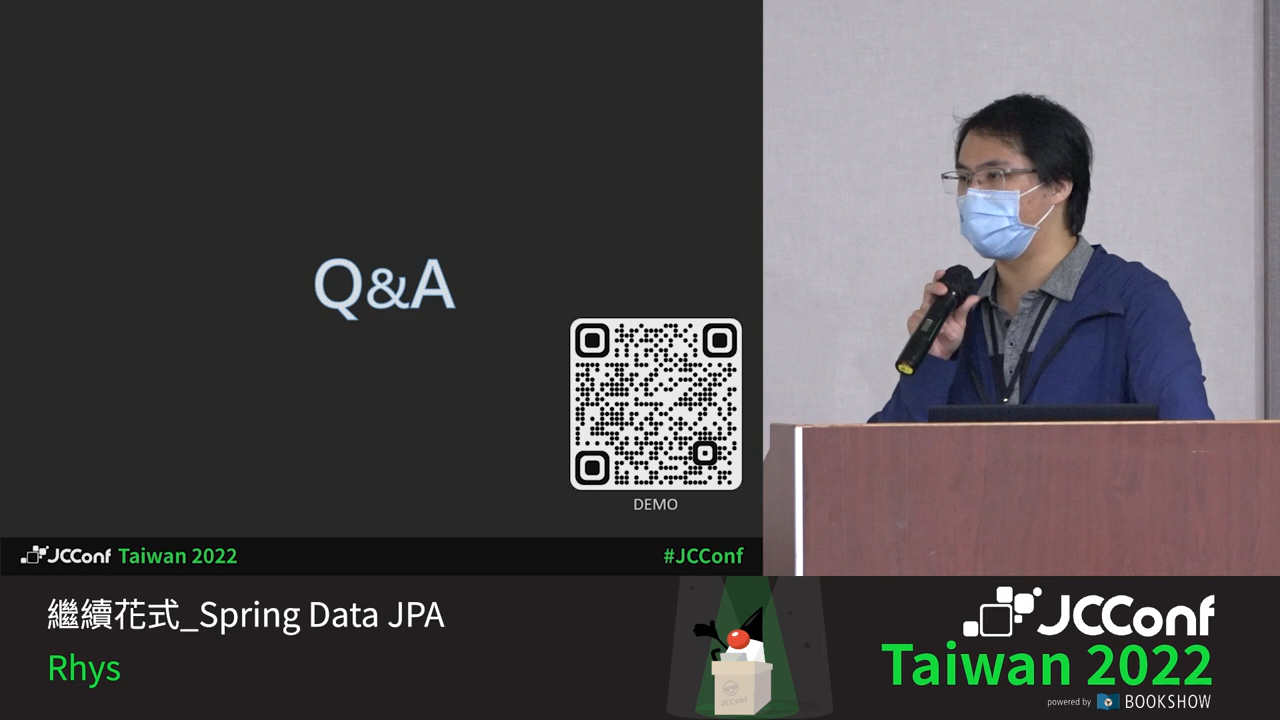 Q&A
DEMO
JCConf Taiwan 2022
#JCConf
繼續花式_Spring Data JPA
Rhys
JCConf
JCConf
Taiwan 2022
powered by BOOKSHOW